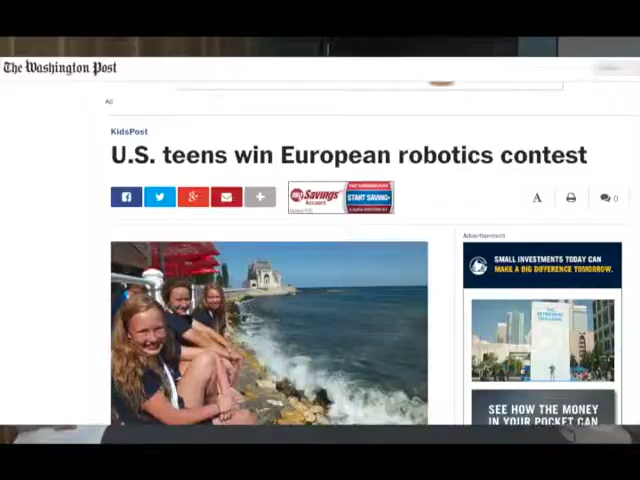 The Washington Post
Ad
KidsPost
U.S. teens win European robotics contest
Savings
START SAVING
A
0
Advertisement
SMALL INVESTMENTS TODAY CAN
MAKE A BIG DIFFERENCE TOMORROW.
SEE HOW THE MONEY
IN YOUR POCKET CAN